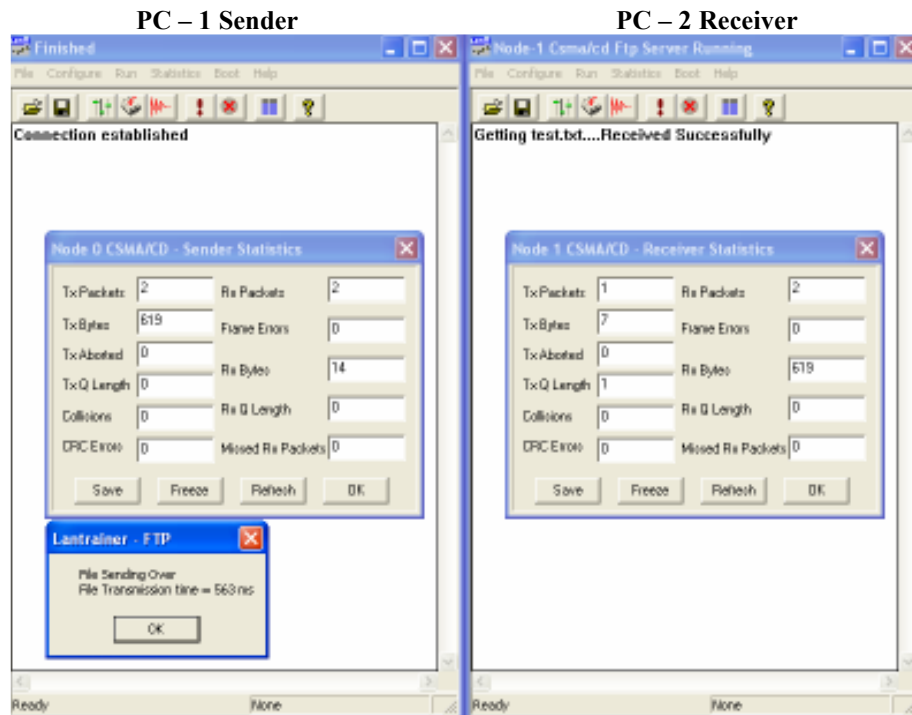 PC – 1 Sender
PC – 2 Receiver
Finished
File Configure Run Statistics Boot Help
Connection established
Node 0 CSMA/CD - Sender Statistics
Tx Packets 2 Rx Packets 2
Tx Bytes 619 Frame Errors 0
Tx Aborted 0 Rx Bytes 14
Tx Q Length 0 Rx Q Length 0
Collisions 0 Missed Rx Packets 0
CRC Errors 0
Save Freeze Refresh OK
Lantrainer - FTP
File Sending Over
File Transmission time = 563 ms
OK
Ready None
Node-1 Csma/cd Ftp Server Running
File Configure Run Statistics Boot Help
Getting test.txt....Received Successfully
Node 1 CSMA/CD - Receiver Statistics
Tx Packets 1 Rx Packets 2
Tx Bytes 7 Frame Errors 0
Tx Aborted 0 Rx Bytes 619
Tx Q Length 1 Rx Q Length 0
Collisions 0 Missed Rx Packets 0
CRC Errors 0
Save Freeze Refresh OK
Ready None